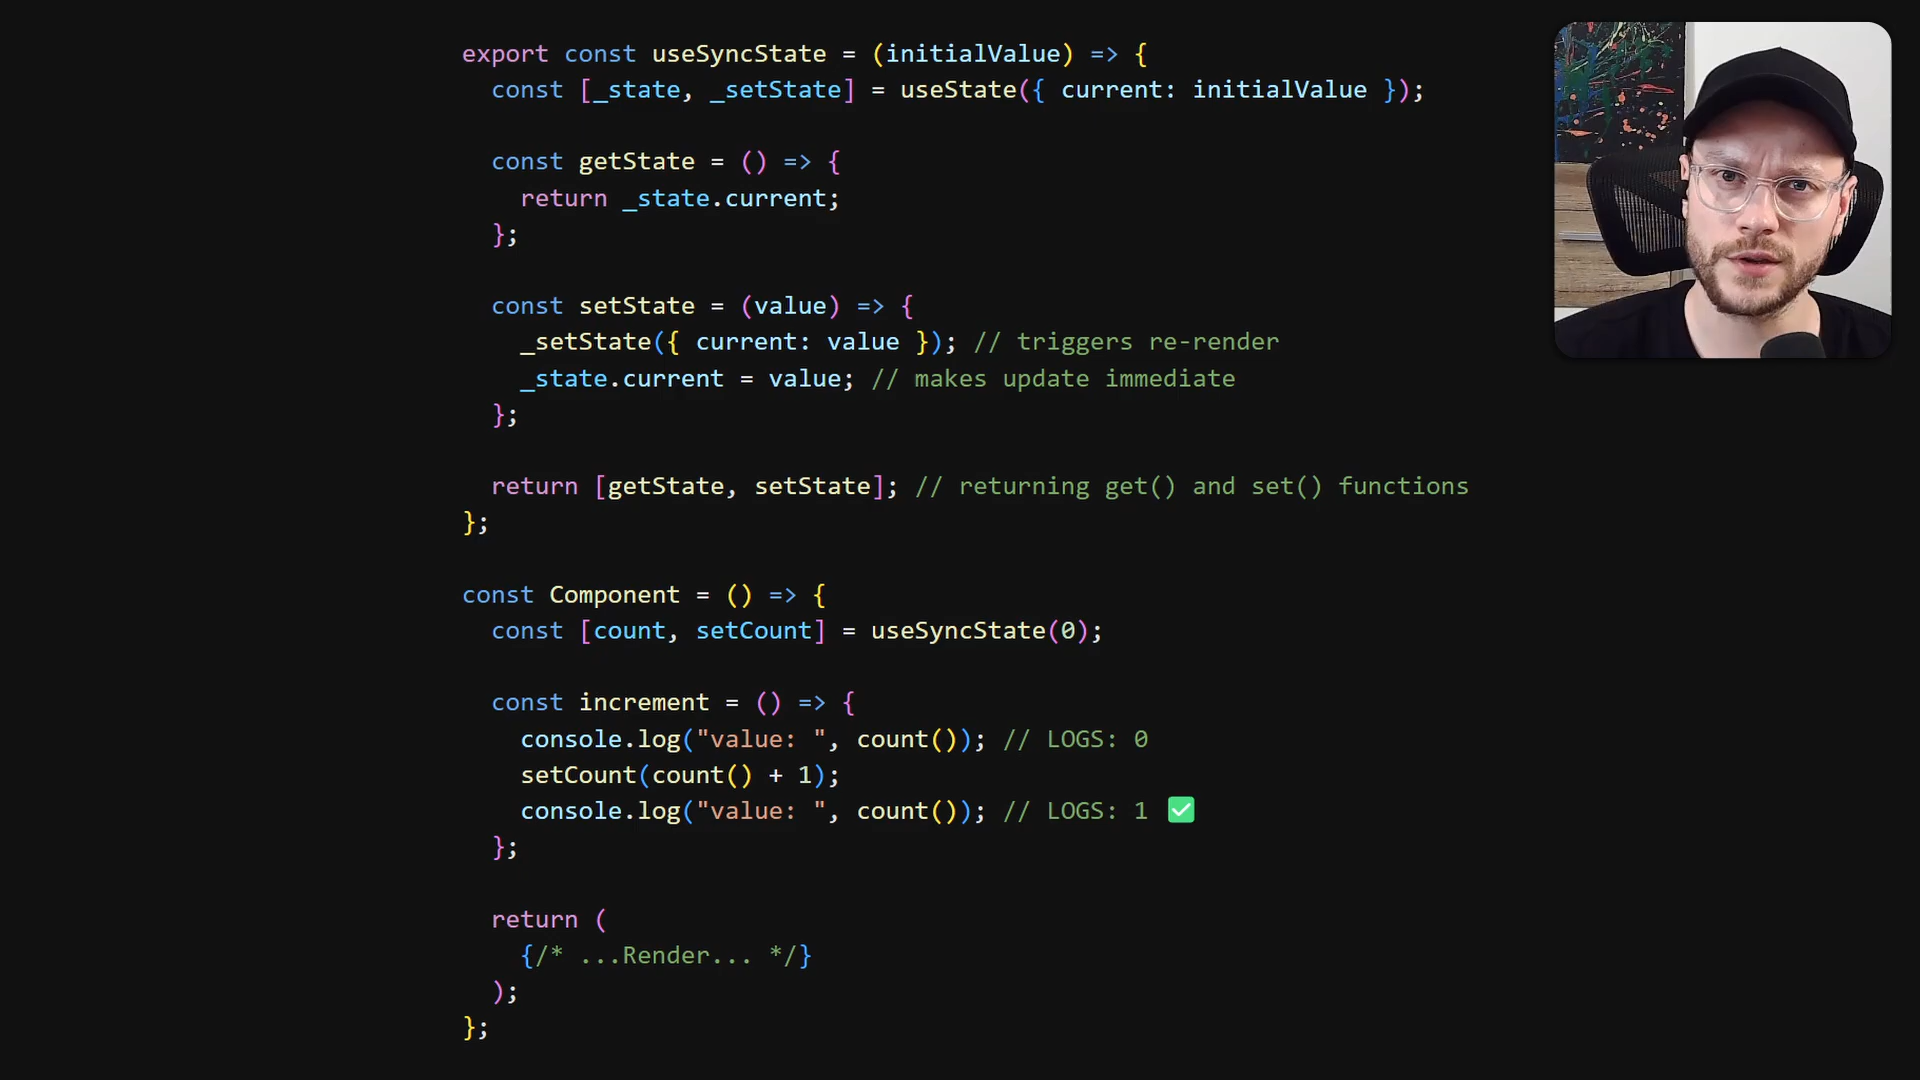 export const useSyncState = (initialValue) => {
const [_state, _setState] = useState({ current: initialValue });
const getState = () => {
return _state.current;
};
const setState = (value) => {
_setState({ current: value }); // triggers re-render
_state.current = value; // makes update immediate
};
return [getState, setState]; // returning get() and set() functions
};
const Component = () => {
const [count, setCount] = useSyncState(0);
const increment = () => {
console.log("value: ", count()); // LOGS: 0
setCount(count() + 1);
console.log("value: ", count()); // LOGS: 1 ✅
};
return (
{/* ...Render... */}
);
};